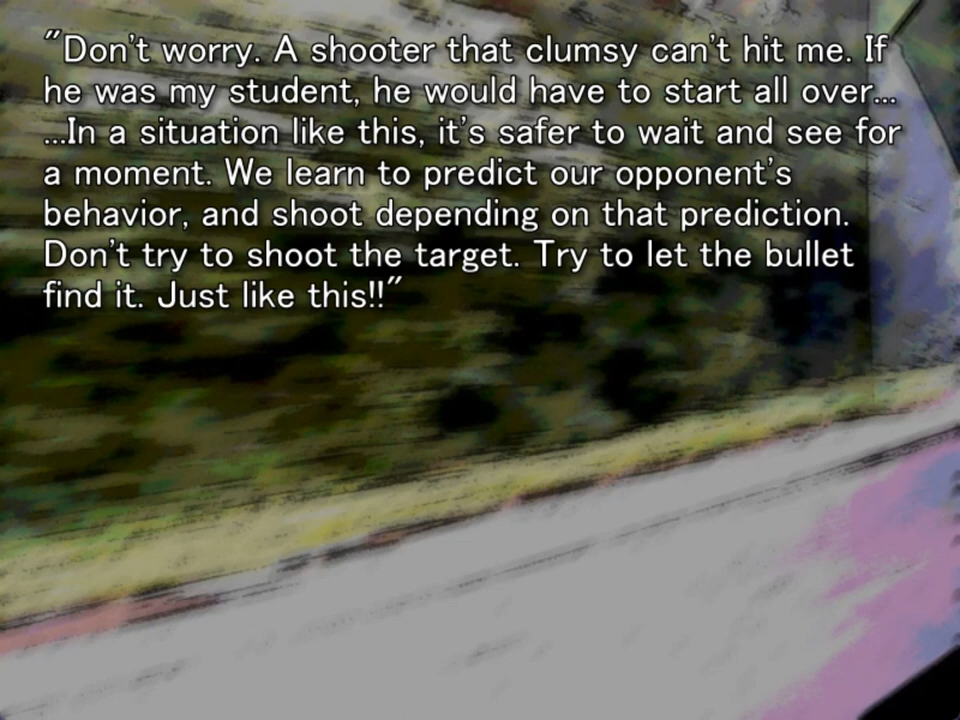 "Don't worry. A shooter that clumsy can't hit me. If
he was my student, he would have to start all over...
...In a situation like this, it's safer to wait and see for
a moment. We learn to predict our opponent's
behavior, and shoot depending on that prediction.
Don't try to shoot the target. Try to let the bullet
find it. Just like this!!"